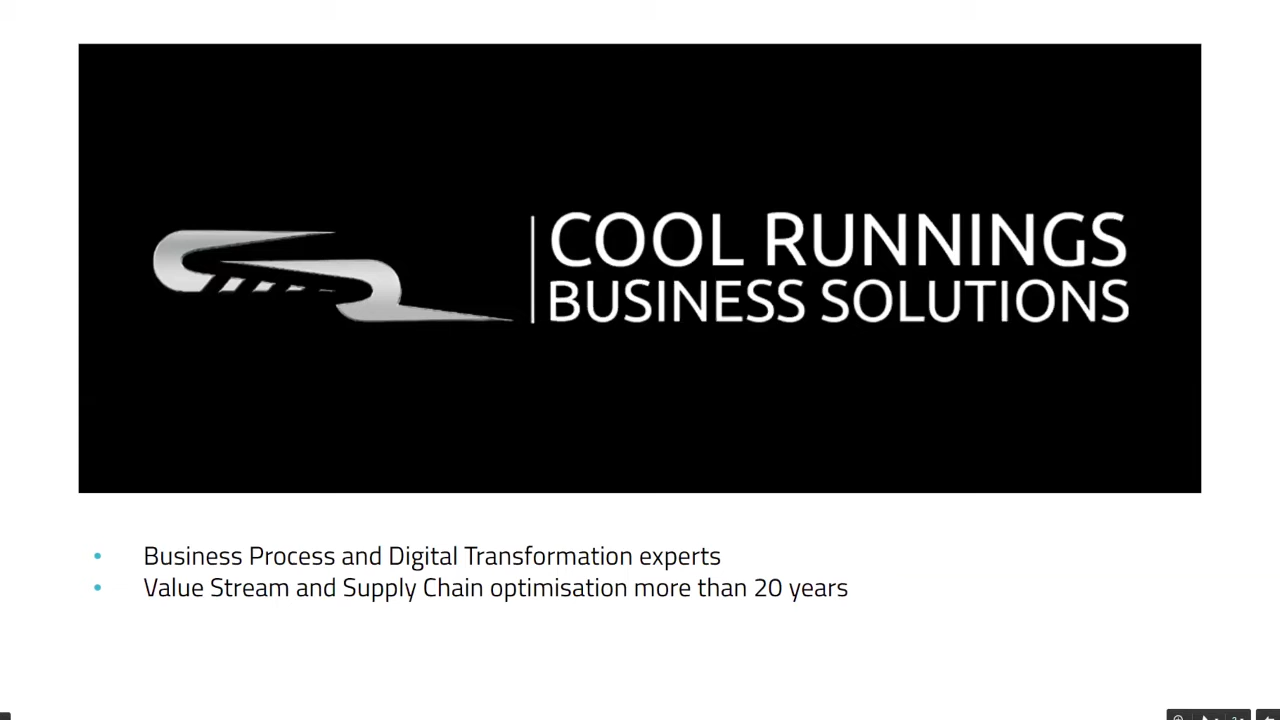 COOL RUNNINGS
BUSINESS SOLUTIONS
• Business Process and Digital Transformation experts
• Value Stream and Supply Chain optimisation more than 20 years